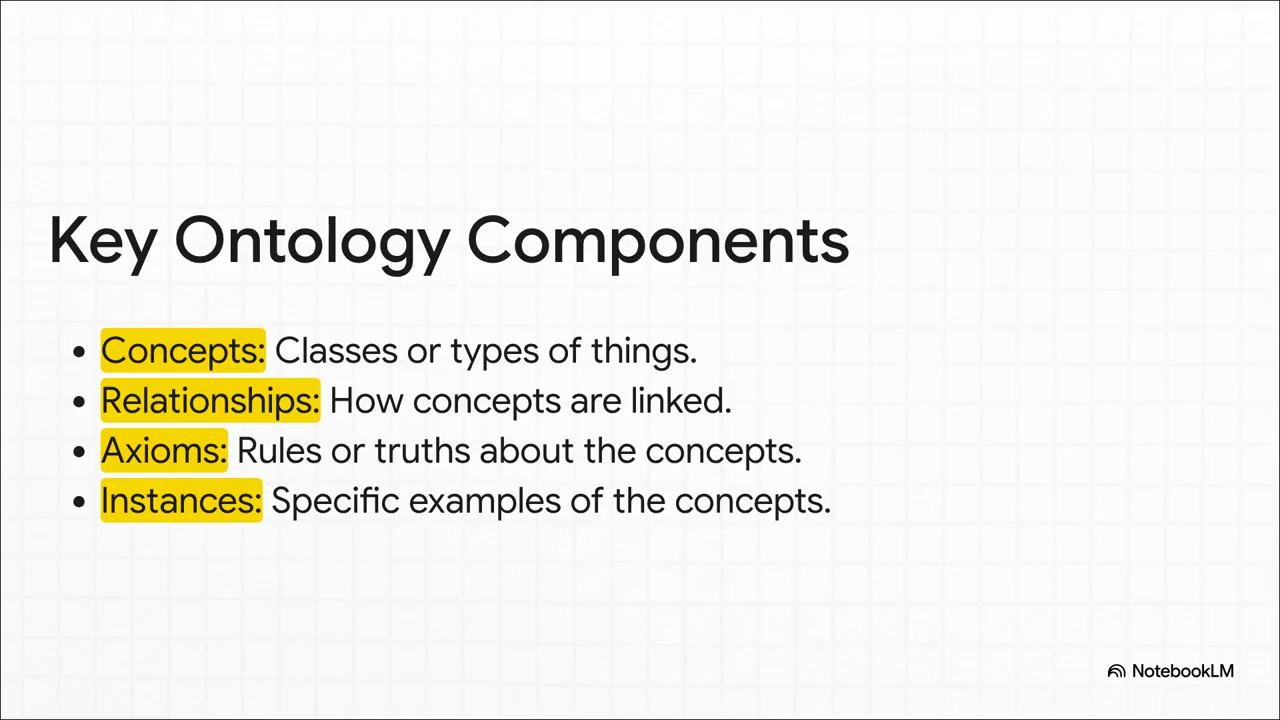 Key Ontology Components
• Concepts: Classes or types of things.
• Relationships: How concepts are linked.
• Axioms: Rules or truths about the concepts.
• Instances: Specific examples of the concepts.
NotebookLM